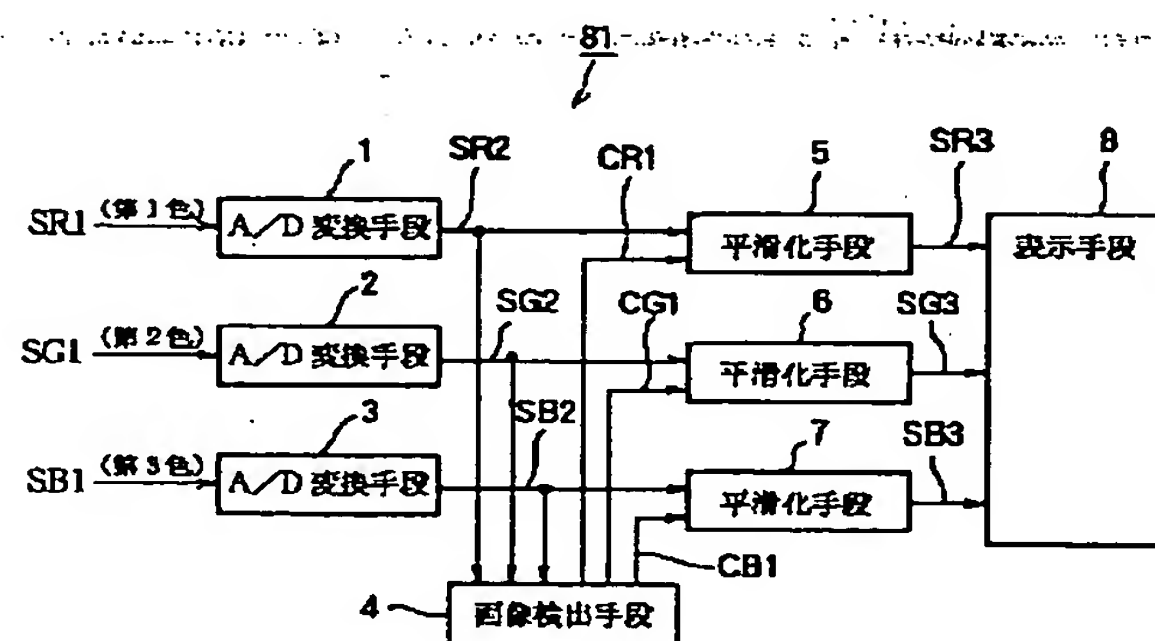 81
1 SR2 CR1 5 SR3 8
SR1 (第1色) A/D 変換手段 平滑化手段 表示手段
2 SG2 CG1 6 SG3
SG1 (第2色) A/D 変換手段 平滑化手段
3 SB2 7 SB3
SB1 (第3色) A/D 変換手段 平滑化手段
CB1
4 画像検出手段